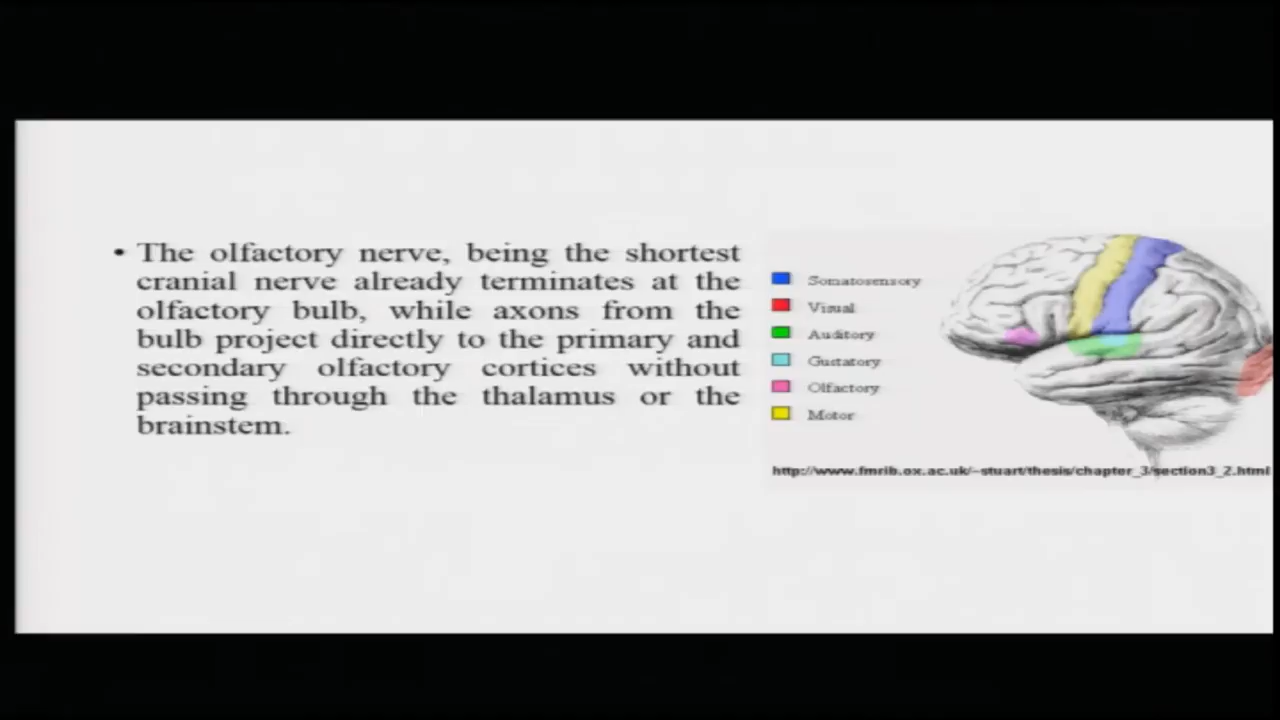 • The olfactory nerve, being the shortest
cranial nerve already terminates at the
olfactory bulb, while axons from the
bulb project directly to the primary and
secondary olfactory cortices without
passing through the thalamus or the
brainstem.
Somatosensory
Visual
Auditory
Gustatory
Olfactory
Motor
http://www.fmrib.ox.ac.uk/~stuart/thesis/chapter_3/section3_2.html